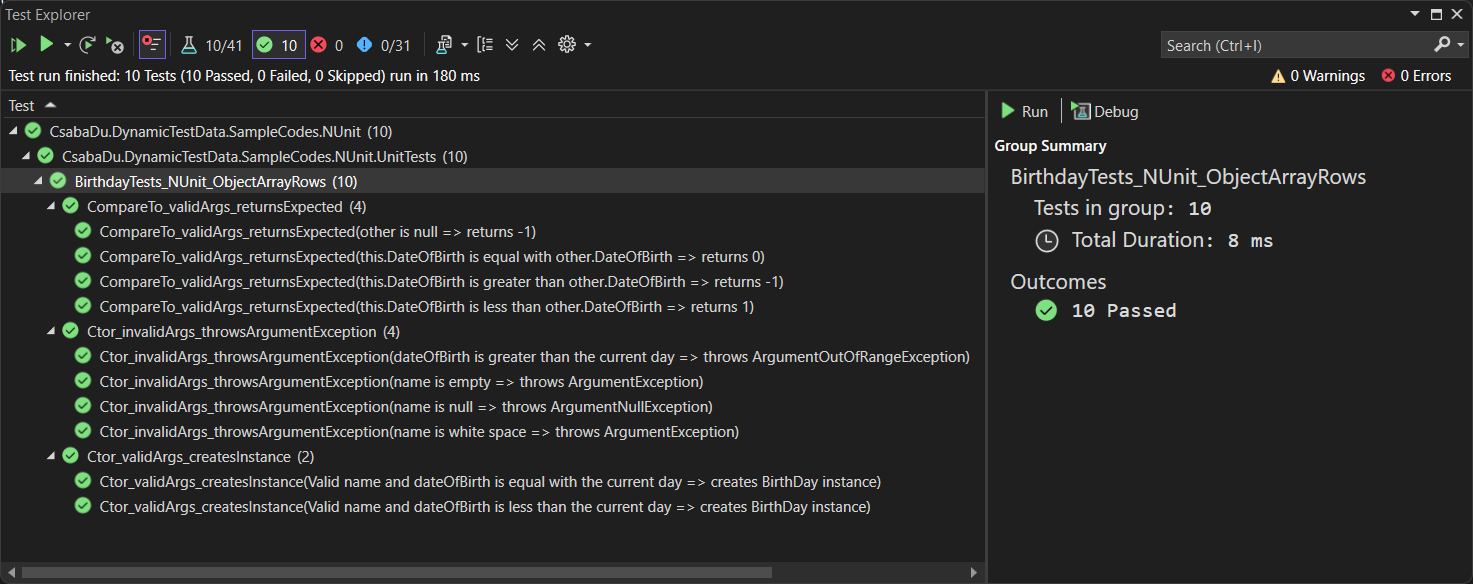 Test Explorer
10/41 10 0 0/31 Search (Ctrl+I)
Test run finished: 10 Tests (10 Passed, 0 Failed, 0 Skipped) run in 180 ms 0 Warnings 0 Errors
Test
CsabaDu.DynamicTestData.SampleCodes.NUnit (10)
CsabaDu.DynamicTestData.SampleCodes.NUnit.UnitTests (10)
BirthdayTests_NUnit_ObjectArrayRows (10)
CompareTo_validArgs_returnsExpected (4)
CompareTo_validArgs_returnsExpected(other is null => returns -1)
CompareTo_validArgs_returnsExpected(this.DateOfBirth is equal with other.DateOfBirth => returns 0)
CompareTo_validArgs_returnsExpected(this.DateOfBirth is greater than other.DateOfBirth => returns -1)
CompareTo_validArgs_returnsExpected(this.DateOfBirth is less than other.DateOfBirth => returns 1)
Ctor_invalidArgs_throwsArgumentException (4)
Ctor_invalidArgs_throwsArgumentException(dateOfBirth is greater than the current day => throws ArgumentOutOfRangeException)
Ctor_invalidArgs_throwsArgumentException(name is empty => throws ArgumentException)
Ctor_invalidArgs_throwsArgumentException(name is null => throws ArgumentNullException)
Ctor_invalidArgs_throwsArgumentException(name is white space => throws ArgumentException)
Ctor_validArgs_createsInstance (2)
Ctor_validArgs_createsInstance(Valid name and dateOfBirth is equal with the current day => creates BirthDay instance)
Ctor_validArgs_createsInstance(Valid name and dateOfBirth is less than the current day => creates BirthDay instance)
Run Debug
Group Summary
BirthdayTests_NUnit_ObjectArrayRows
Tests in group: 10
Total Duration: 8 ms
Outcomes
10 Passed